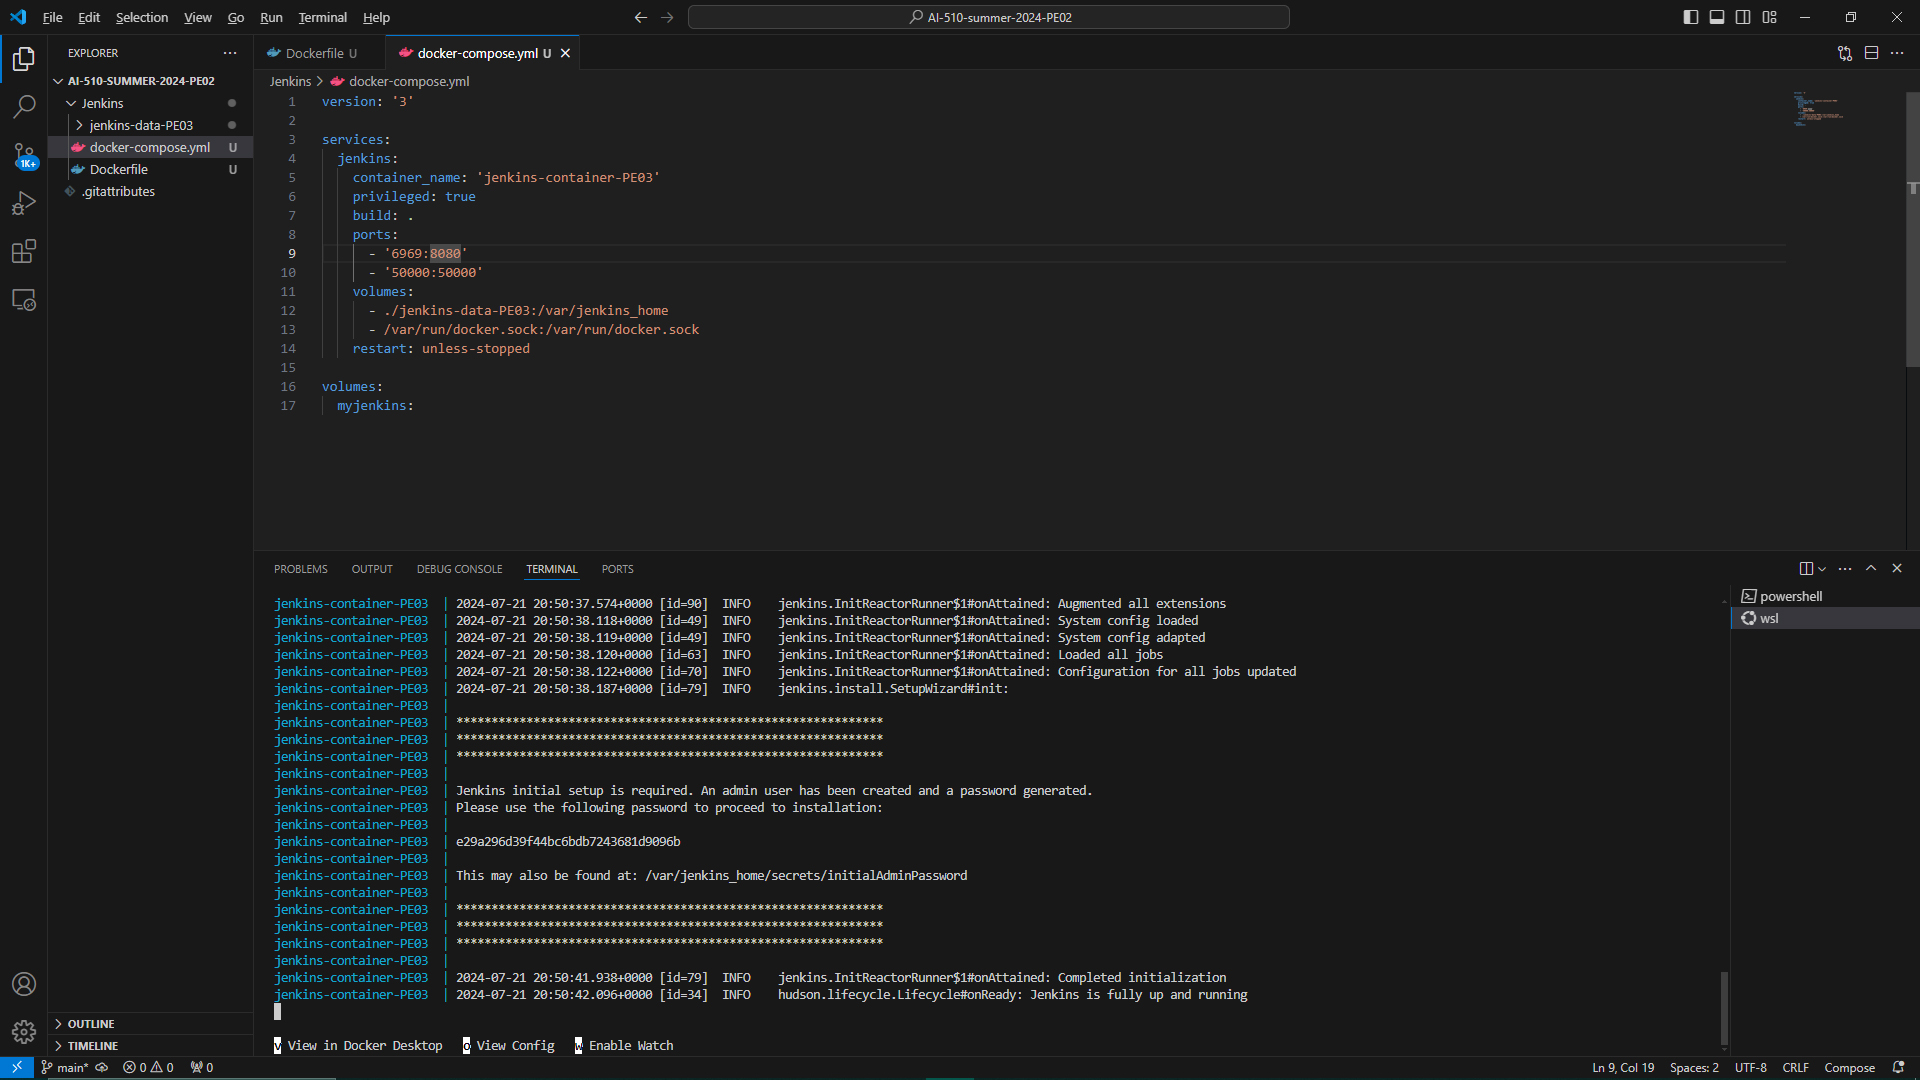 File Edit Selection View Go Run Terminal Help
AI-510-summer-2024-PE02
EXPLORER
AI-510-SUMMER-2024-PE02
Jenkins
jenkins-data-PE03
docker-compose.yml U
Dockerfile U
.gitattributes
1K+
OUTLINE
TIMELINE
Dockerfile U
docker-compose.yml U
Jenkins > docker-compose.yml
1 version: '3'
2
3 services:
4 jenkins:
5 container_name: 'jenkins-container-PE03'
6 privileged: true
7 build: .
8 ports:
9 - '6969:8080'
10 - '50000:50000'
11 volumes:
12 - ./jenkins-data-PE03:/var/jenkins_home
13 - /var/run/docker.sock:/var/run/docker.sock
14 restart: unless-stopped
15
16 volumes:
17 myjenkins:
PROBLEMS OUTPUT DEBUG CONSOLE TERMINAL PORTS
powershell
wsl
jenkins-container-PE03 | 2024-07-21 20:50:37.574+0000 [id=90] INFO jenkins.InitReactorRunner$1#onAttained: Augmented all extensions
jenkins-container-PE03 | 2024-07-21 20:50:38.118+0000 [id=49] INFO jenkins.InitReactorRunner$1#onAttained: System config loaded
jenkins-container-PE03 | 2024-07-21 20:50:38.119+0000 [id=49] INFO jenkins.InitReactorRunner$1#onAttained: System config adapted
jenkins-container-PE03 | 2024-07-21 20:50:38.120+0000 [id=63] INFO jenkins.InitReactorRunner$1#onAttained: Loaded all jobs
jenkins-container-PE03 | 2024-07-21 20:50:38.122+0000 [id=70] INFO jenkins.InitReactorRunner$1#onAttained: Configuration for all jobs updated
jenkins-container-PE03 | 2024-07-21 20:50:38.187+0000 [id=79] INFO jenkins.install.SetupWizard#init:
jenkins-container-PE03 |
jenkins-container-PE03 | *************************************************************
jenkins-container-PE03 | *************************************************************
jenkins-container-PE03 | *************************************************************
jenkins-container-PE03 |
jenkins-container-PE03 | Jenkins initial setup is required. An admin user has been created and a password generated.
jenkins-container-PE03 | Please use the following password to proceed to installation:
jenkins-container-PE03 |
jenkins-container-PE03 | e29a296d39f44bc6bdb7243681d9096b
jenkins-container-PE03 |
jenkins-container-PE03 | This may also be found at: /var/jenkins_home/secrets/initialAdminPassword
jenkins-container-PE03 |
jenkins-container-PE03 | *************************************************************
jenkins-container-PE03 | *************************************************************
jenkins-container-PE03 | *************************************************************
jenkins-container-PE03 |
jenkins-container-PE03 | 2024-07-21 20:50:41.938+0000 [id=79] INFO jenkins.InitReactorRunner$1#onAttained: Completed initialization
jenkins-container-PE03 | 2024-07-21 20:50:42.096+0000 [id=34] INFO hudson.lifecycle.Lifecycle#onReady: Jenkins is fully up and running
v View in Docker Desktop o View Config w Enable Watch
main* 0 0 0 Ln 9, Col 19 Spaces: 2 UTF-8 CRLF Compose